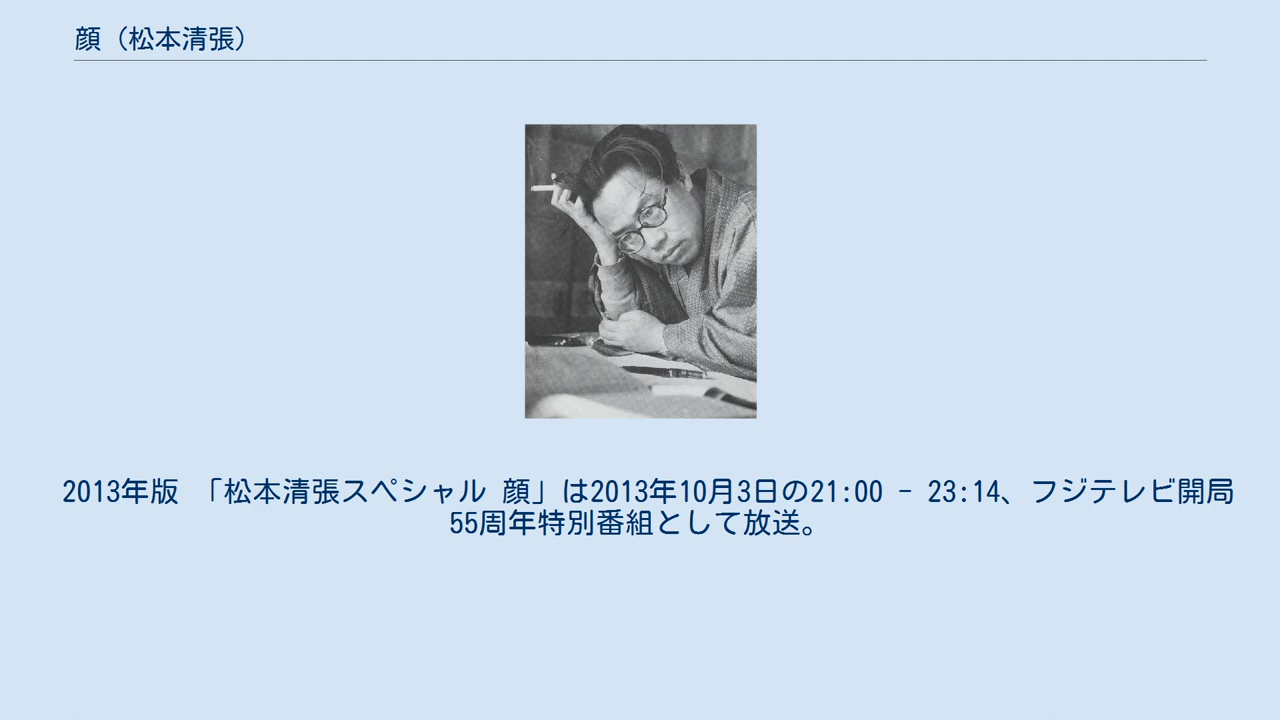 顔（松本清張）
2013年版 「松本清張スペシャル 顔」は2013年10月3日の21:00 - 23:14、フジテレビ開局
55周年特別番組として放送。